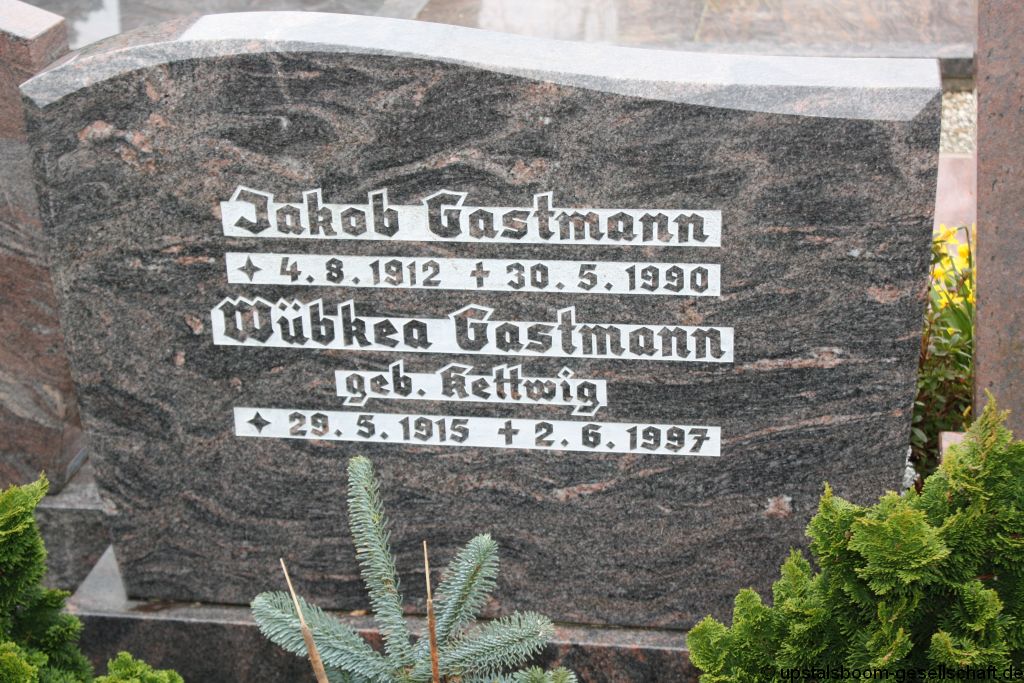 Jakob Gastmann
✦ 4. 8. 1912 ✝ 30. 5. 1990
Wübkea Gastmann
geb. Kettwig
✦ 29. 5. 1915 ✝ 2. 6. 1997
© upstalsboom-gesellschaft.de